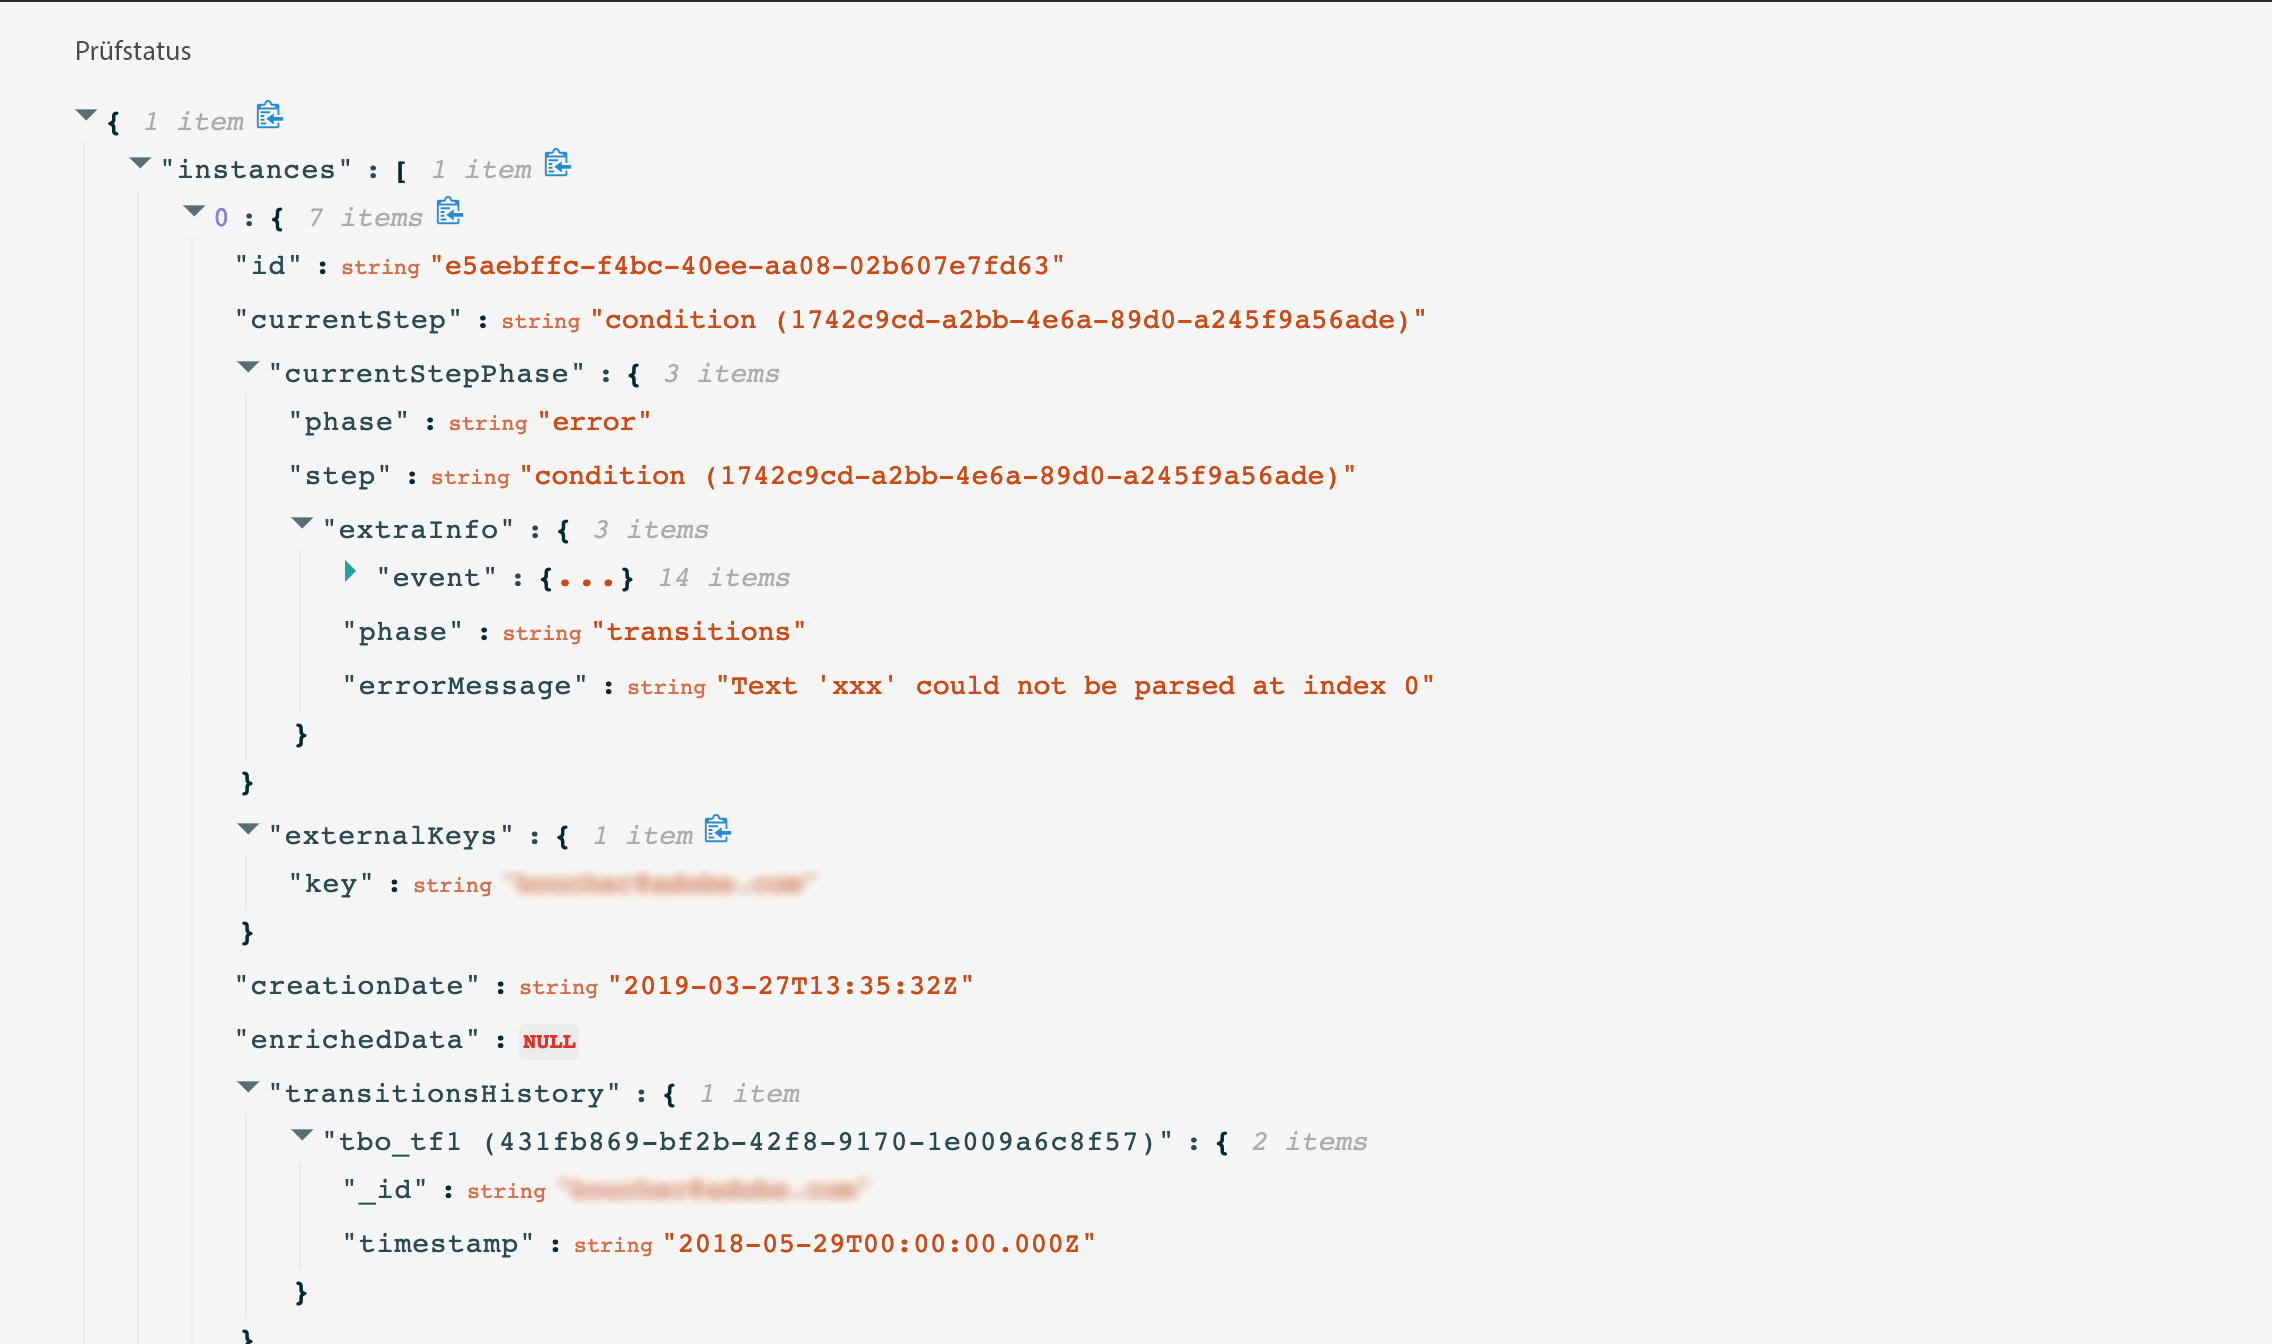 Prüfstatus
{ 1 item
"instances" : [ 1 item
0 : { 7 items
"id" : string "e5aebffc-f4bc-40ee-aa08-02b607e7fd63"
"currentStep" : string "condition (1742c9cd-a2bb-4e6a-89d0-a245f9a56ade)"
"currentStepPhase" : { 3 items
"phase" : string "error"
"step" : string "condition (1742c9cd-a2bb-4e6a-89d0-a245f9a56ade)"
"extraInfo" : { 3 items
"event" : {...} 14 items
"phase" : string "transitions"
"errorMessage" : string "Text 'xxx' could not be parsed at index 0"
}
}
"externalKeys" : { 1 item
"key" : string
}
"creationDate" : string "2019-03-27T13:35:32Z"
"enrichedData" : NULL
"transitionsHistory" : { 1 item
"tbo_tf1 (431fb869-bf2b-42f8-9170-1e009a6c8f57)" : { 2 items
"_id" : string
"timestamp" : string "2018-05-29T00:00:00.000Z"
}
}